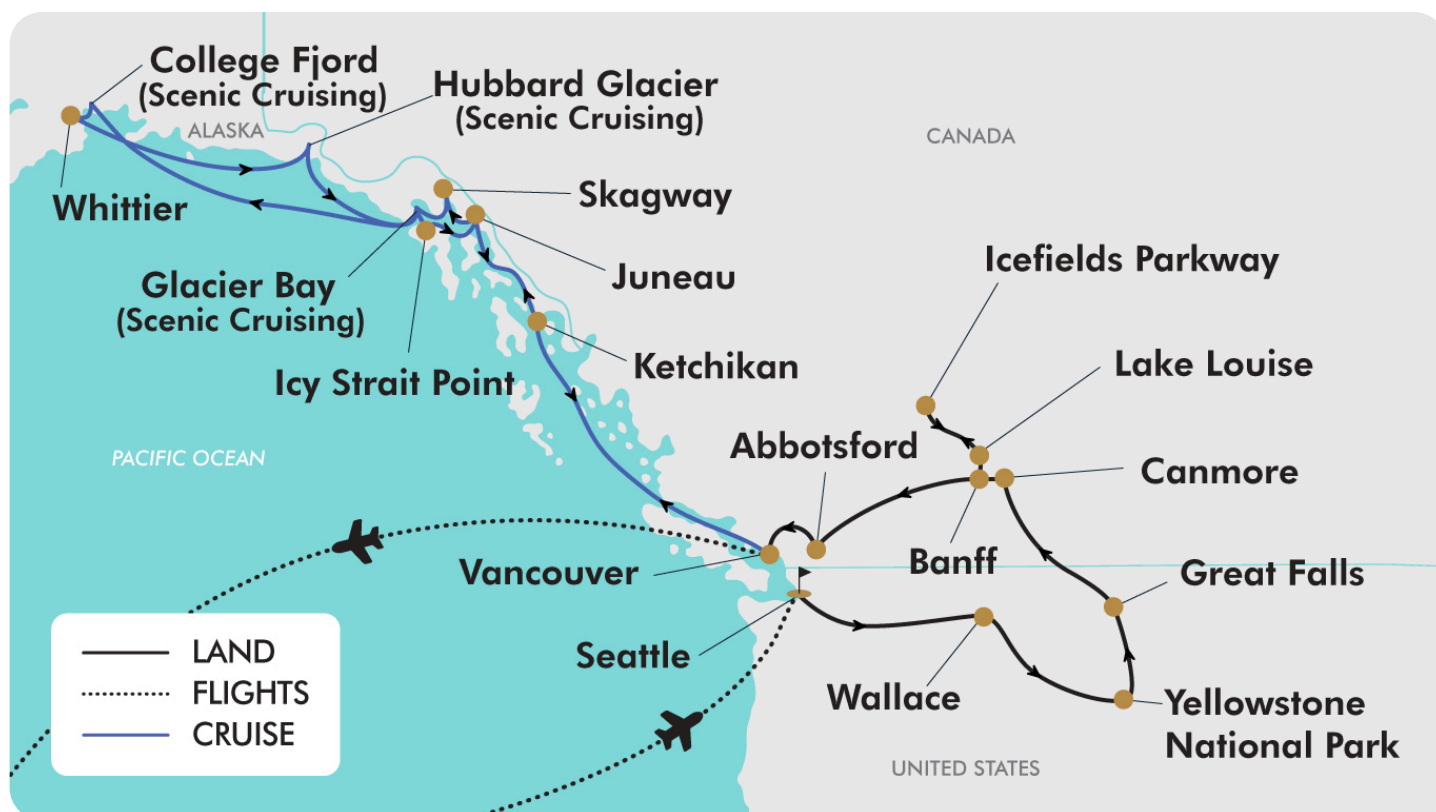 College Fjord
(Scenic Cruising)
Hubbard Glacier
(Scenic Cruising)
ALASKA
CANADA
Whittier
Skagway
Juneau
Icefields Parkway
Glacier Bay
(Scenic Cruising)
Icy Strait Point
Ketchikan
Lake Louise
Abbotsford
PACIFIC OCEAN
Canmore
Vancouver
Banff
Great Falls
Seattle
Wallace
Yellowstone
National Park
LAND
FLIGHTS
CRUISE
UNITED STATES